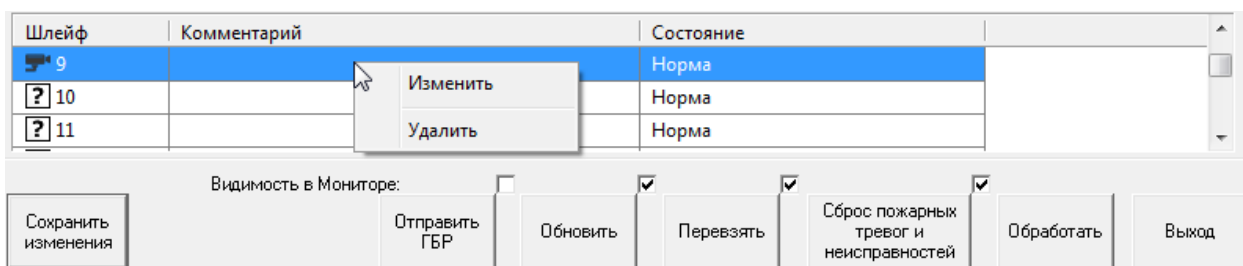 Шлейф Комментарий Состояние
9 Норма
Изменить
? 10 Норма
? 11 Норма
Удалить
Видимость в Мониторе:
Сохранить изменения
Отправить ГБР
Обновить
Перевзять
Сброс пожарных тревог и неисправностей
Обработать
Выход